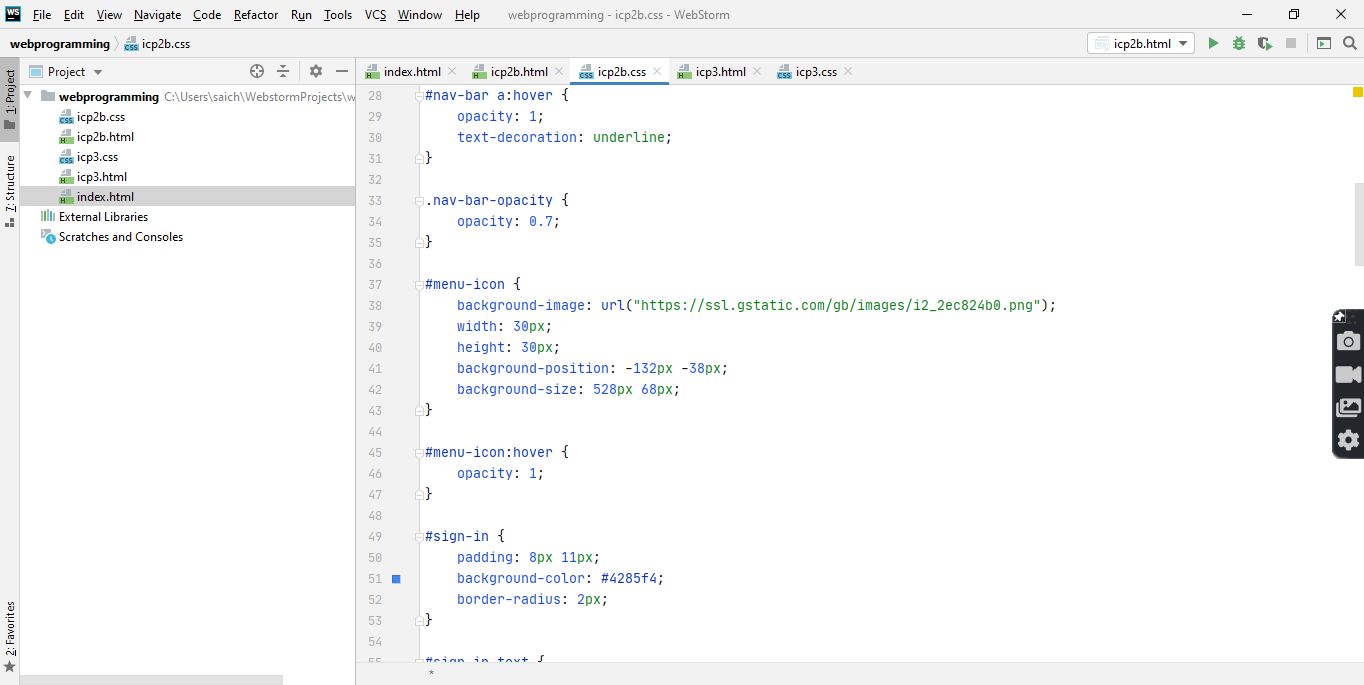 WS File Edit View Navigate Code Refactor Run Tools VCS Window Help webprogramming - icp2b.css - WebStorm
webprogramming icp2b.css icp2b.html
Project
index.html icp2b.html icp2b.css icp3.html icp3.css
1: Project
7: Structure
2: Favorites
webprogramming C:\Users\saich\WebstormProjects\w
icp2b.css
icp2b.html
icp3.css
icp3.html
index.html
External Libraries
Scratches and Consoles
28 #nav-bar a:hover {
29 opacity: 1;
30 text-decoration: underline;
31 }
32
33 .nav-bar-opacity {
34 opacity: 0.7;
35 }
36
37 #menu-icon {
38 background-image: url("https://ssl.gstatic.com/gb/images/i2_2ec824b0.png");
39 width: 30px;
40 height: 30px;
41 background-position: -132px -38px;
42 background-size: 528px 68px;
43 }
44
45 #menu-icon:hover {
46 opacity: 1;
47 }
48
49 #sign-in {
50 padding: 8px 11px;
51 background-color: #4285f4;
52 border-radius: 2px;
53 }
54
55 #sign-in-text {
*